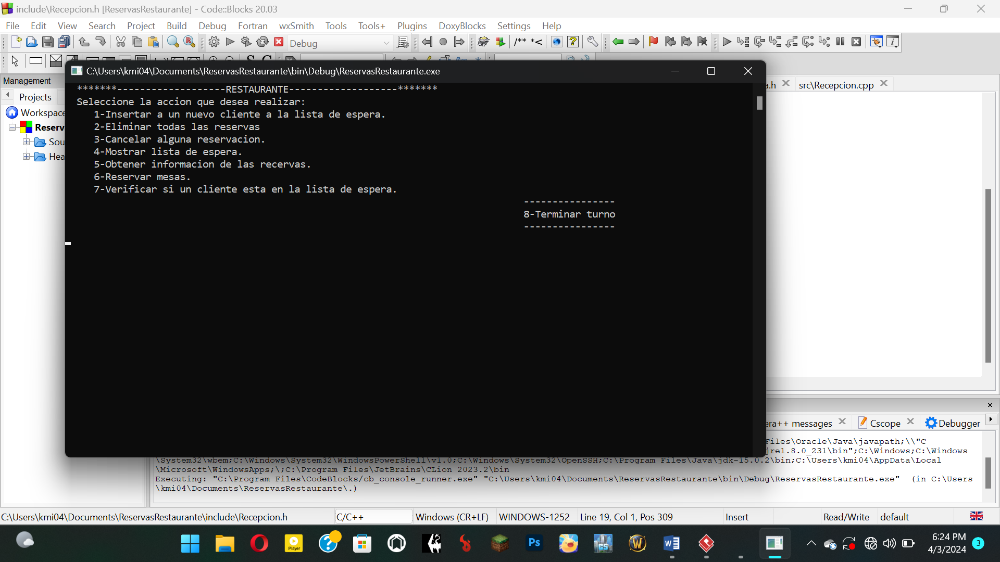 include\Recepcion.h [ReservasRestaurante] - Code::Blocks 20.03
File Edit View Search Project Build Debug Fortran wxSmith Tools Tools+ Plugins DoxyBlocks Settings Help
Debug
/** *<
C:\Users\kmi04\Documents\ReservasRestaurante\bin\Debug\ReservasRestaurante.exe
Management
a.h src\Recepcion.cpp
Projects
Workspace
Reserv
Sou
Hea
*******-------------------RESTAURANTE-------------------*******
Seleccione la accion que desea realizar:
1-Insertar a un nuevo cliente a la lista de espera.
2-Eliminar todas las reservas
3-Cancelar alguna reservacion.
4-Mostrar lista de espera.
5-Obtener informacion de las recervas.
6-Reservar mesas.
7-Verificar si un cliente esta en la lista de espera.
----------------
8-Terminar turno
----------------
era++ messages Cscope Debugger
Files\Oracle\Java\javapath;\\"C
jre1.8.0_231\bin";C:\Windows;C:\Windows
\System32\wbem;C:\Windows\System32\WindowsPowerShell\v1.0;C:\Windows\System32\OpenSSH;C:\Program Files\Java\jdk-15.0.2\bin;C:\Users\kmi04\AppData\Local
\Microsoft\WindowsApps;\;C:\Program Files\JetBrains\CLion 2023.2\bin
Executing: "C:\Program Files\CodeBlocks/cb_console_runner.exe" "C:\Users\kmi04\Documents\ReservasRestaurante\bin\Debug\ReservasRestaurante.exe" (in C:\Users
\kmi04\Documents\ReservasRestaurante\.)
C:\Users\kmi04\Documents\ReservasRestaurante\include\Recepcion.h C/C++ Windows (CR+LF) WINDOWS-1252 Line 19, Col 1, Pos 309 Insert Read/Write default
Player
Ps
6:24 PM
4/3/2024
3